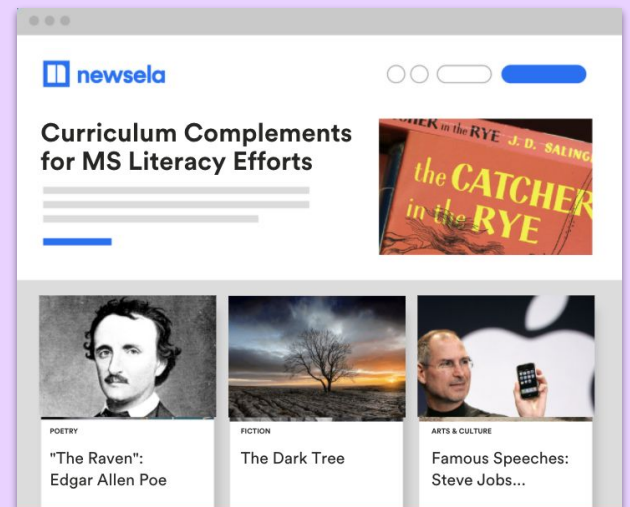 newsela
Curriculum Complements
for MS Literacy Efforts
in the RYE J. D. SALING
the CATCHER
in the RYE
POETRY
FICTION
ARTS & CULTURE
"The Raven":
Edgar Allen Poe
The Dark Tree
Famous Speeches:
Steve Jobs...